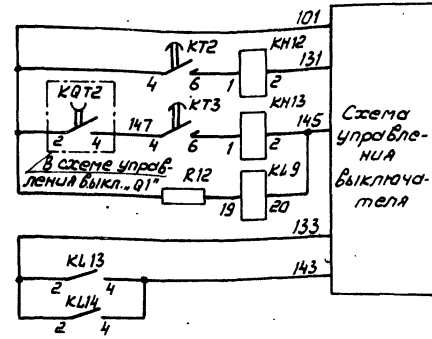 101
KT2
KH12
131
4
6
1
2
KQT2
147
KT3
KH13
145
2
4
4
6
1
2
В схеме управ-
ления выкл. „Q1"
R12
KL9
19
20
133
KL13
143
2
4
KL14
2
4
Схема
управле-
ния
выключа-
теля